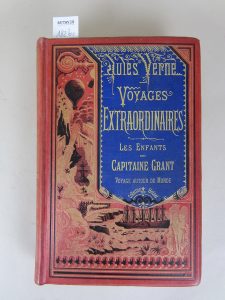 Jules Verne
Voyages
Extraordinaires
Les Enfants
du
Capitaine Grant
Voyage autour du Monde